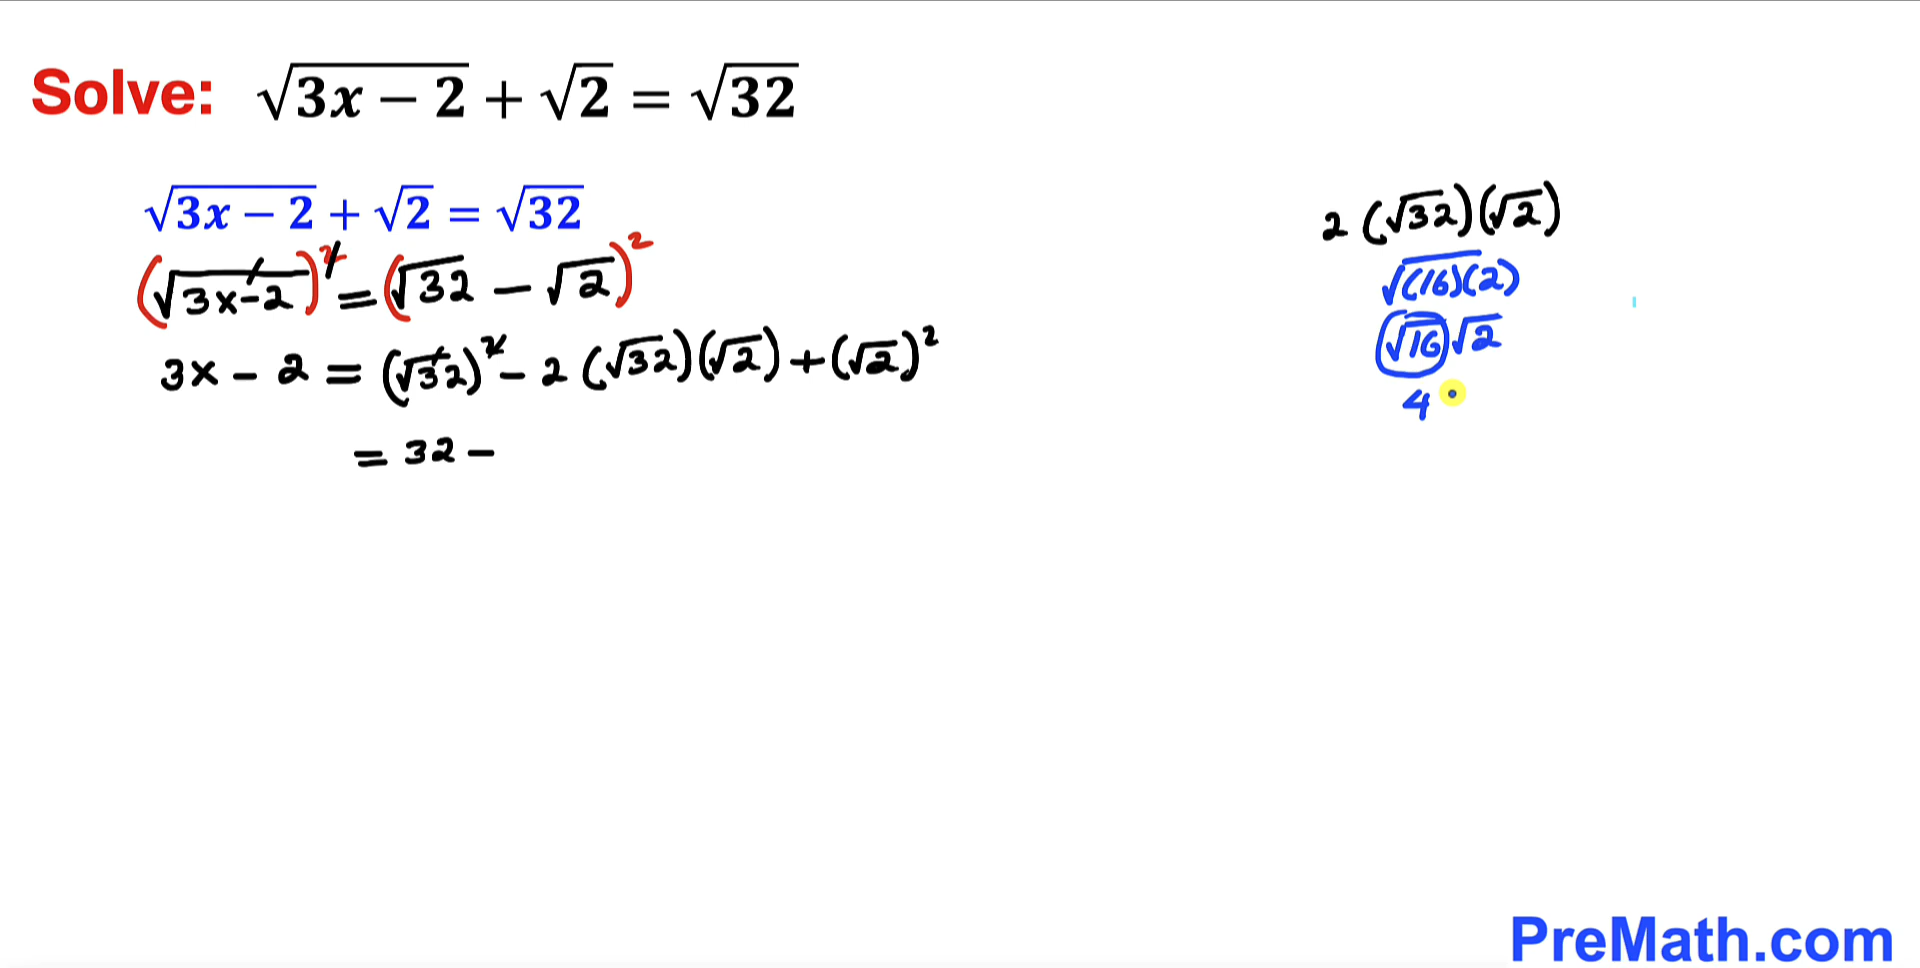 Solve: √(3x − 2) + √2 = √32
√(3x − 2) + √2 = √32
(√(3x-2))² = (√32 - √2)²
3x - 2 = (√32)² - 2(√32)(√2) + (√2)²
= 32 -
2(√32)(√2)
√(16)(2)
√16 √2
4
PreMath.com